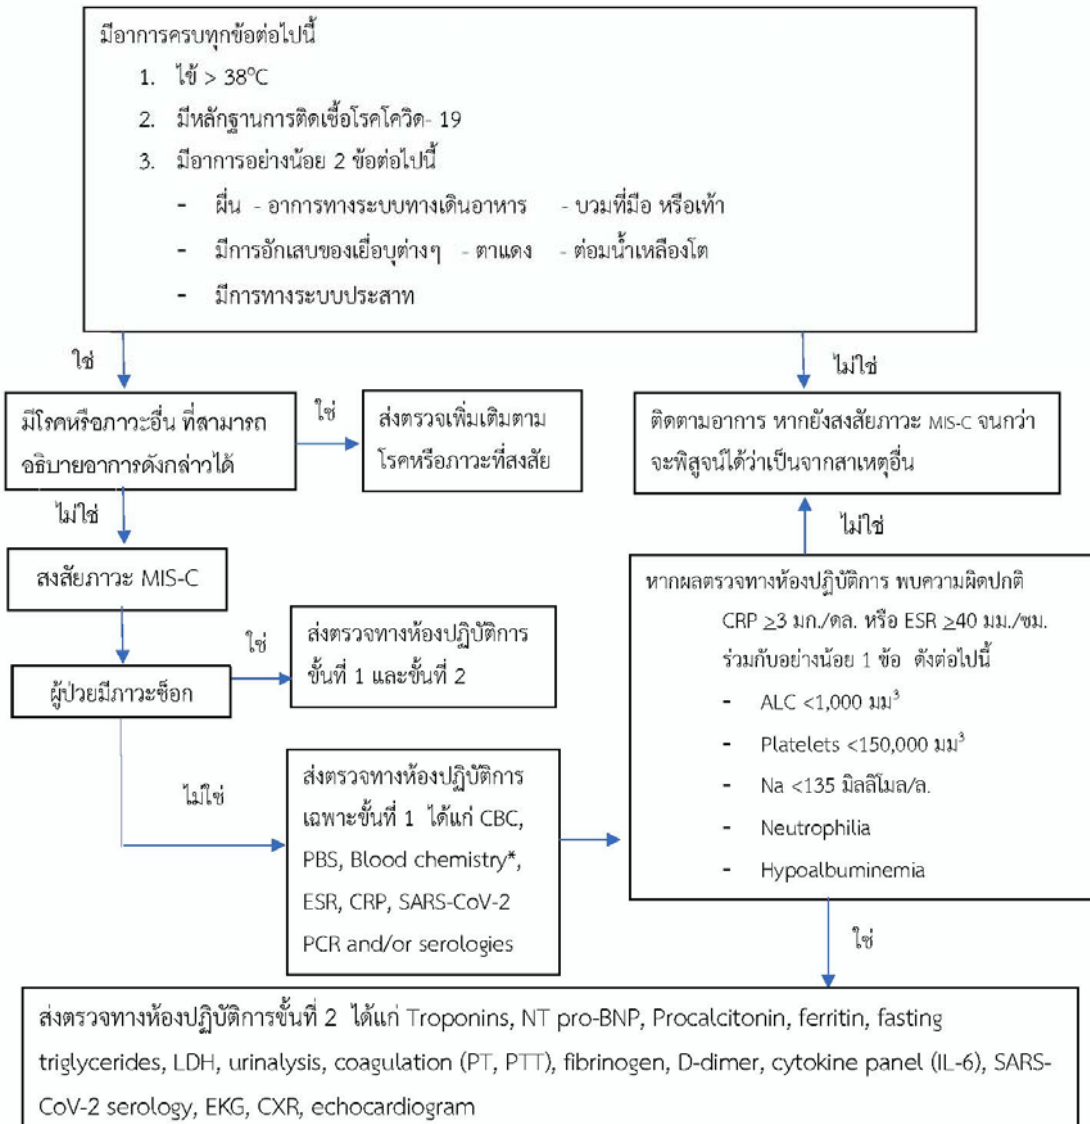 มีอาการครบทุกข้อต่อไปนี้
1. ไข้ > 38⁰C
2. มีหลักฐานการติดเชื้อโรคโควิด- 19
3. มีอาการอย่างน้อย 2 ข้อต่อไปนี้
- ผื่น - อาการทางระบบทางเดินอาหาร - บวมที่มือ หรือเท้า
- มีการอักเสบของเยื่อบุต่างๆ - ตาแดง - ต่อมน้ำเหลืองโต
- มีการทางระบบประสาท
ใช่
ไม่ใช่
มีโรคหรือภาวะอื่น ที่สามารถ
อธิบายอาการดังกล่าวได้
ใช่
ส่งตรวจเพิ่มเติมตาม
โรคหรือภาวะที่สงสัย
ติดตามอาการ หากยังสงสัยภาวะ MIS-C จนกว่า
จะพิสูจน์ได้ว่าเป็นจากสาเหตุอื่น
ไม่ใช่
ไม่ใช่
สงสัยภาวะ MIS-C
ใช่
ส่งตรวจทางห้องปฏิบัติการ
ขั้นที่ 1 และขั้นที่ 2
ผู้ป่วยมีภาวะช็อก
หากผลตรวจทางห้องปฏิบัติการ พบความผิดปกติ
CRP ≥3 มก./ดล. หรือ ESR ≥40 มม./ชม.
ร่วมกับอย่างน้อย 1 ข้อ ดังต่อไปนี้
- ALC <1,000 มม³
- Platelets <150,000 มม³
- Na <135 มิลลิโมล/ล.
- Neutrophilia
- Hypoalbuminemia
ไม่ใช่
ส่งตรวจทางห้องปฏิบัติการ
เฉพาะขั้นที่ 1 ได้แก่ CBC,
PBS, Blood chemistry*,
ESR, CRP, SARS-CoV-2
PCR and/or serologies
ใช่
ส่งตรวจทางห้องปฏิบัติการขั้นที่ 2 ได้แก่ Troponins, NT pro-BNP, Procalcitonin, ferritin, fasting
triglycerides, LDH, urinalysis, coagulation (PT, PTT), fibrinogen, D-dimer, cytokine panel (IL-6), SARS-
CoV-2 serology, EKG, CXR, echocardiogram